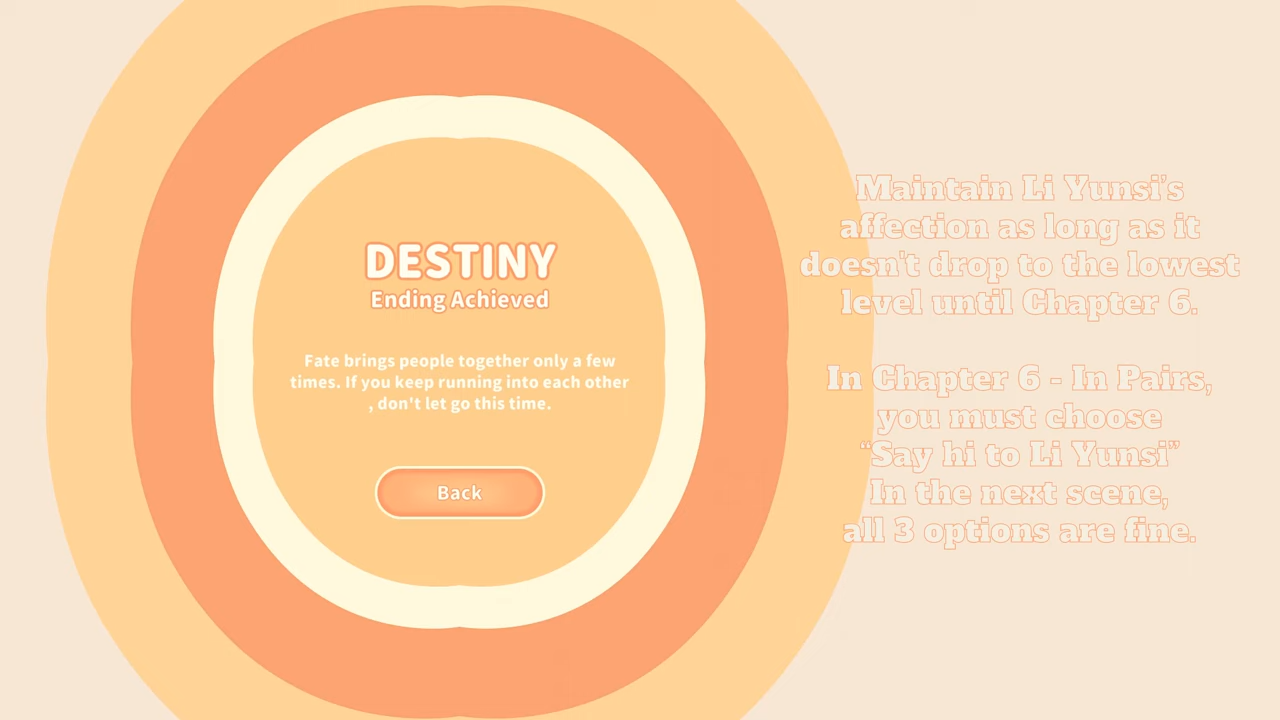 DESTINY
Ending Achieved
Fate brings people together only a few
times. If you keep running into each other
, don't let go this time.
Back
Maintain Li Yunsi's
affection as long as it
doesn't drop to the lowest
level until Chapter 6.
In Chapter 6 - In Pairs,
you must choose
“Say hi to Li Yunsi”
In the next scene,
all 3 options are fine.